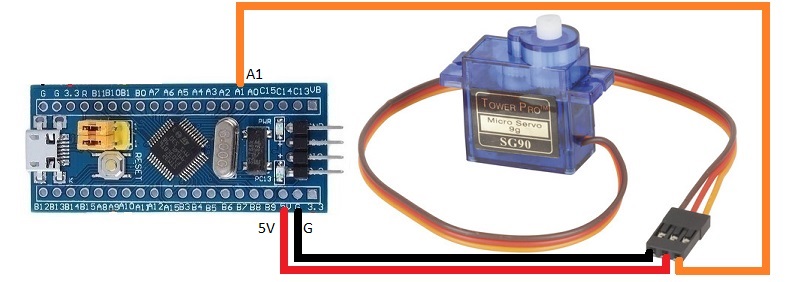 A1
G G 3.3 R B11 B10 B1 B0 A7 A6 A5 A4 A3 A2 A1 A0 C15 C14 C13 VB
PWR
RESET
PC13
B12 B13 B14 B15 A8 A9 A10 A11 A12 A15 B3 B4 B5 B6 B7 B8 B9 5V G 3.3
5V G
TOWER PRO
Micro Servo
9g
SG90